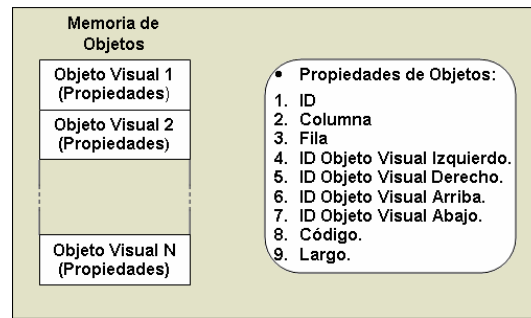 Memoria de
Objetos
Objeto Visual 1
(Propiedades)
Objeto Visual 2
(Propiedades)
Objeto Visual N
(Propiedades)
• Propiedades de Objetos:
1. ID
2. Columna
3. Fila
4. ID Objeto Visual Izquierdo.
5. ID Objeto Visual Derecho.
6. ID Objeto Visual Arriba.
7. ID Objeto Visual Abajo.
8. Código.
9. Largo.